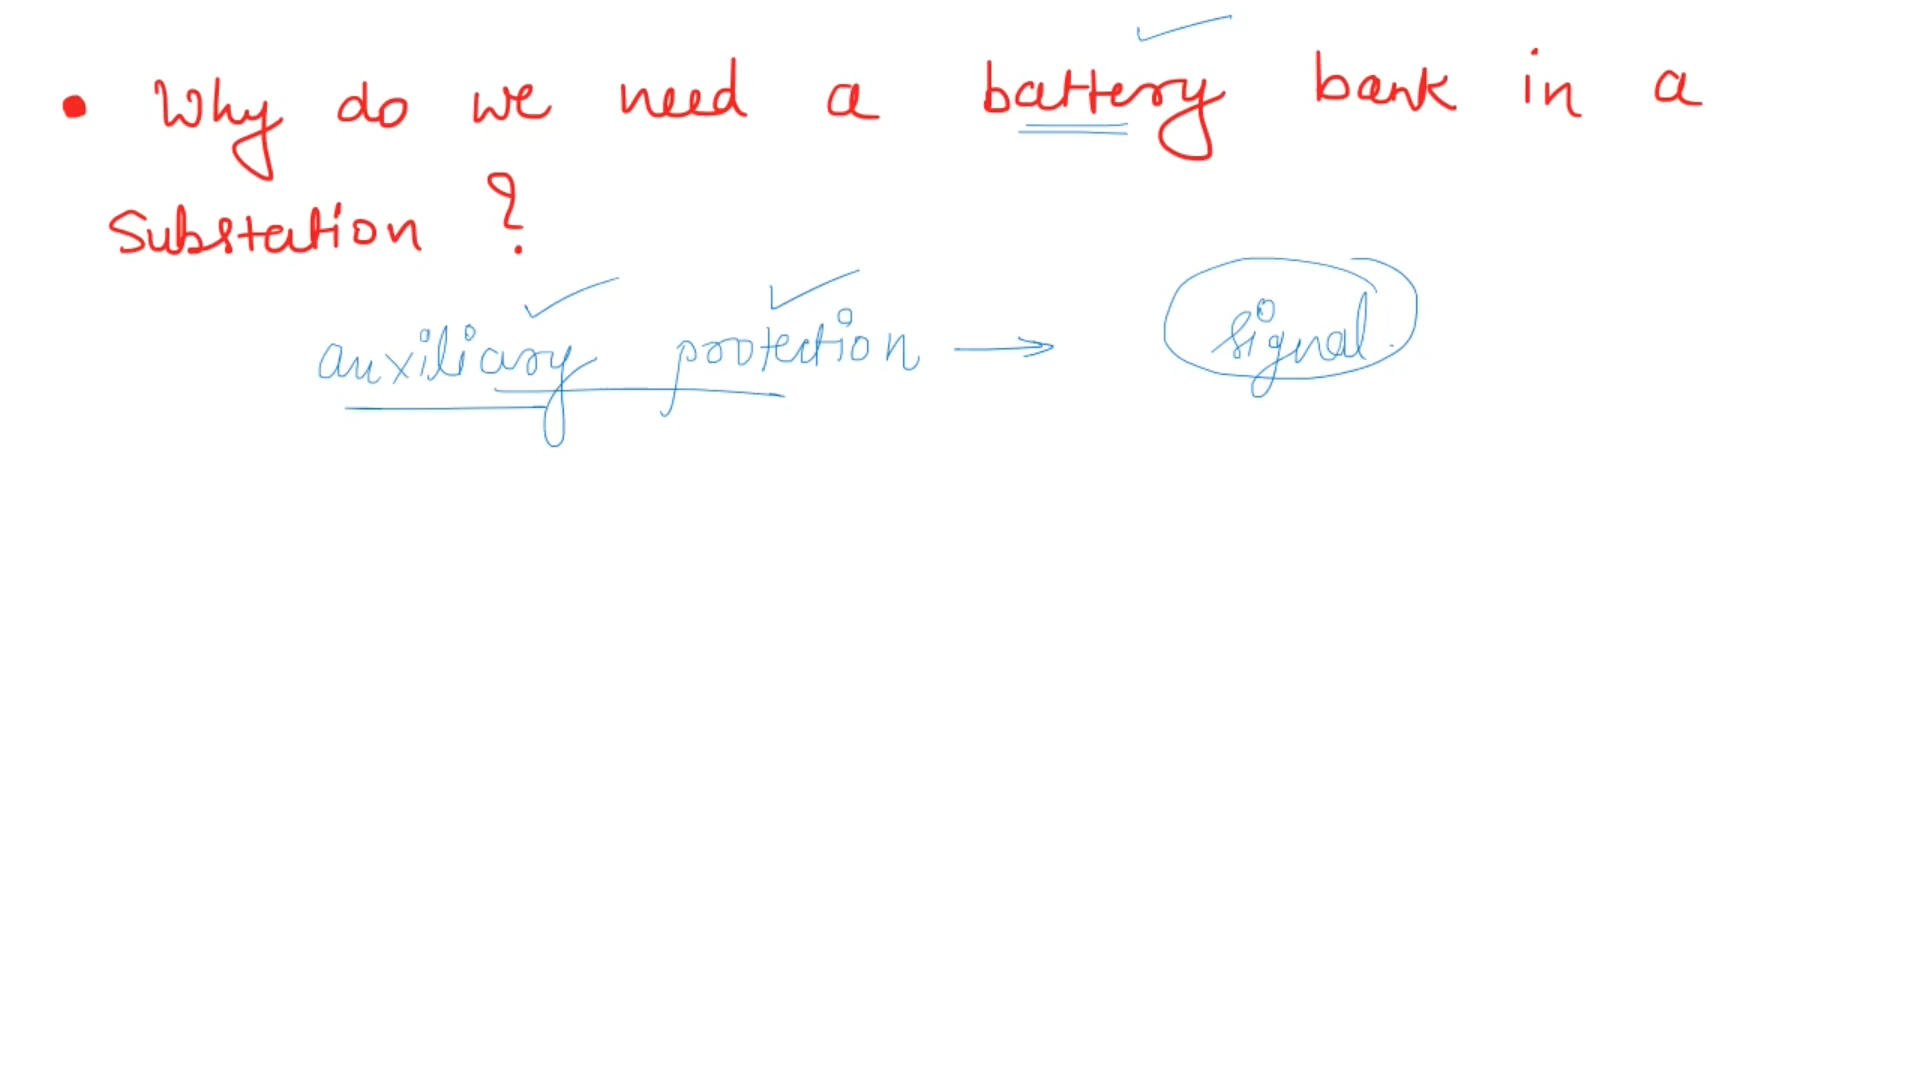 • Why do we need a battery bank in a
Substation ?
auxiliary protection → signal.